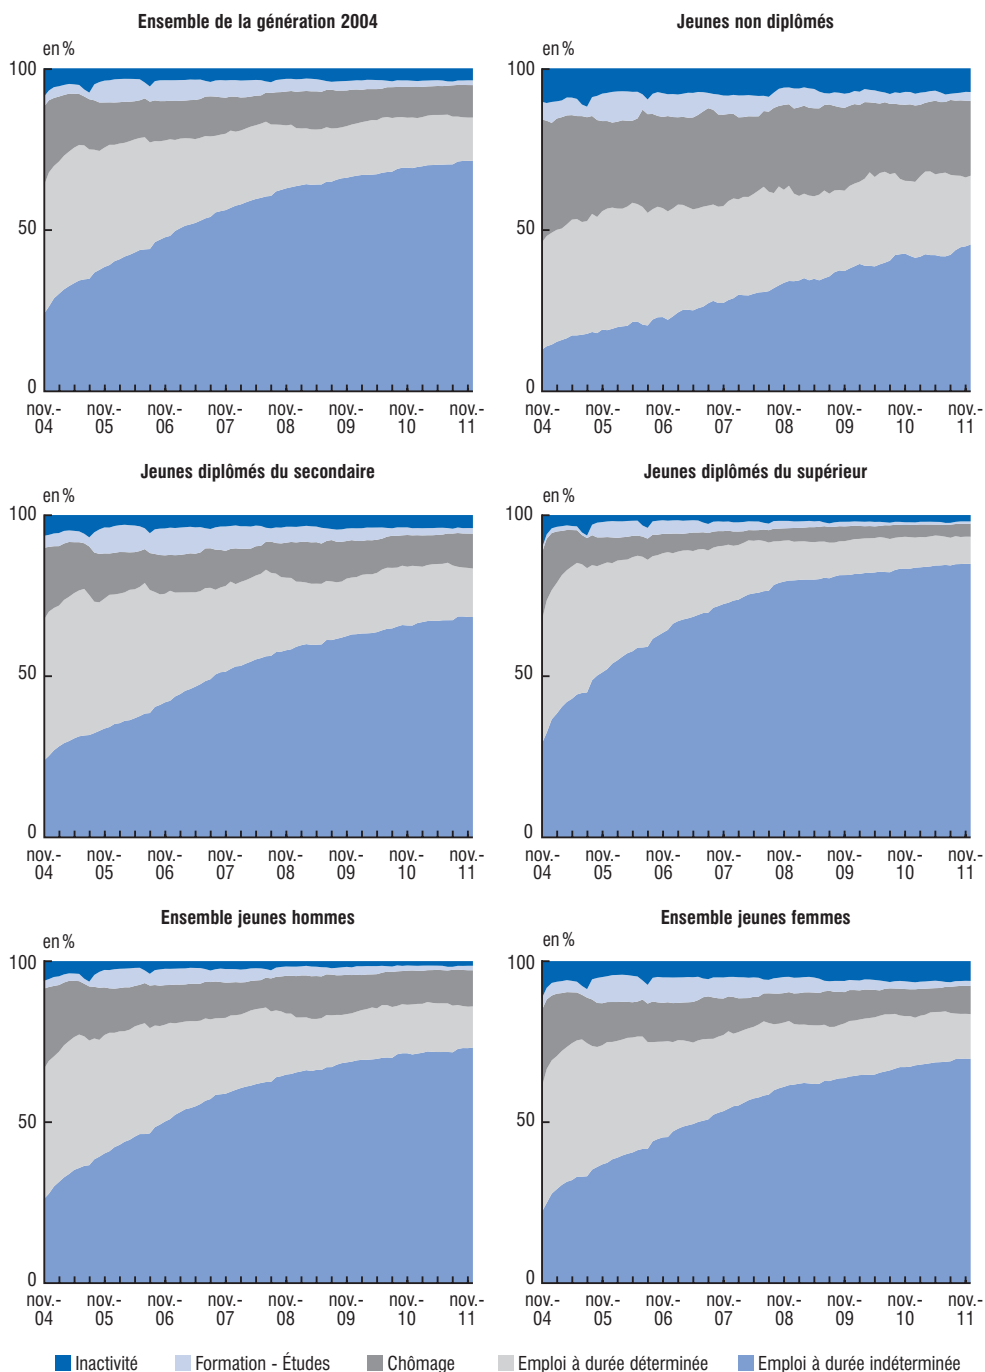 Ensemble de la génération 2004
en %
100
50
0
nov.- nov.- nov.- nov.- nov.- nov.- nov.- nov.-
04 05 06 07 08 09 10 11
Jeunes non diplômés
en %
100
50
0
nov.- nov.- nov.- nov.- nov.- nov.- nov.- nov-
04 05 06 07 08 09 10 11
Jeunes diplômés du secondaire
en %
100
50
0
nov.- nov.- nov.- nov.- nov.- nov.- nov.- nov.-
04 05 06 07 08 09 10 11
Jeunes diplômés du supérieur
en %
100
50
0
nov.- nov.- nov.- nov.- nov.- nov.- nov.- nov.-
04 05 06 07 08 09 10 11
Ensemble jeunes hommes
en %
100
50
0
nov.- nov.- nov.- nov.- nov.- nov.- nov.- nov.-
04 05 06 07 08 09 10 11
Ensemble jeunes femmes
en %
100
50
0
nov.- nov.- nov.- nov.- nov.- nov.- nov.- nov.-
04 05 06 07 08 09 10 11
Inactivité Formation - Études Chômage Emploi à durée déterminée Emploi à durée indéterminée